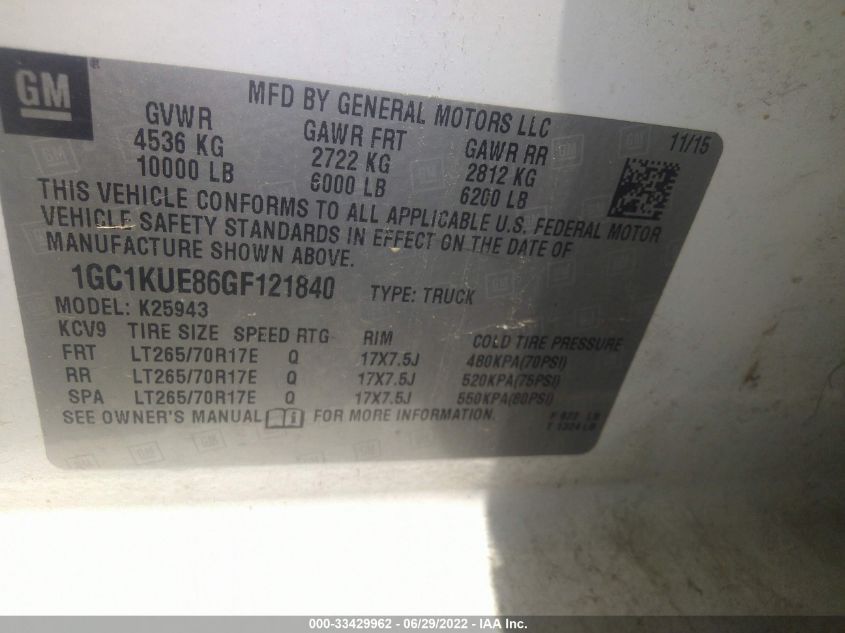 GM
MFD BY GENERAL MOTORS LLC
11/15
GVWR GAWR FRT GAWR RR
4536 KG 2722 KG 2812 KG
10000 LB 6000 LB 6200 LB
THIS VEHICLE CONFORMS TO ALL APPLICABLE U.S. FEDERAL MOTOR
VEHICLE SAFETY STANDARDS IN EFFECT ON THE DATE OF
MANUFACTURE SHOWN ABOVE.
1GC1KUE86GF121840 TYPE: TRUCK
MODEL: K25943
KCV9 TIRE SIZE SPEED RTG RIM COLD TIRE PRESSURE
FRT LT265/70R17E Q 17X7.5J 480KPA(70PSI)
RR LT265/70R17E Q 17X7.5J 520KPA(75PSI)
SPA LT265/70R17E Q 17X7.5J 550KPA(80PSI)
SEE OWNER'S MANUAL FOR MORE INFORMATION.
T 1324 LB
000-33429962 - 06/29/2022 - IAA Inc.